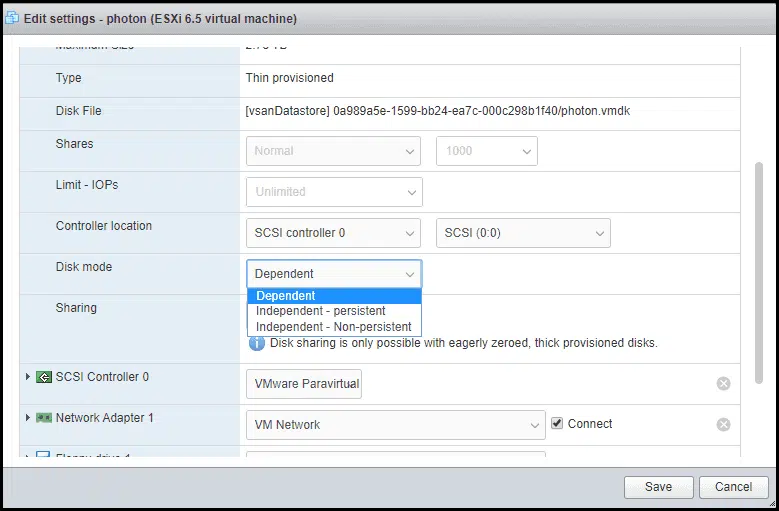 Edit settings - photon (ESXi 6.5 virtual machine)
Type Thin provisioned
Disk File [vsanDatastore] 0a989a5e-1599-bb24-ea7c-000c298b1f40/photon.vmdk
Shares Normal 1000
Limit - IOPs Unlimited
Controller location SCSI controller 0 SCSI (0:0)
Disk mode Dependent
Dependent
Independent - persistent
Independent - Non-persistent
Sharing
Disk sharing is only possible with eagerly zeroed, thick provisioned disks.
SCSI Controller 0 VMware Paravirtual
Network Adapter 1 VM Network Connect
Save Cancel